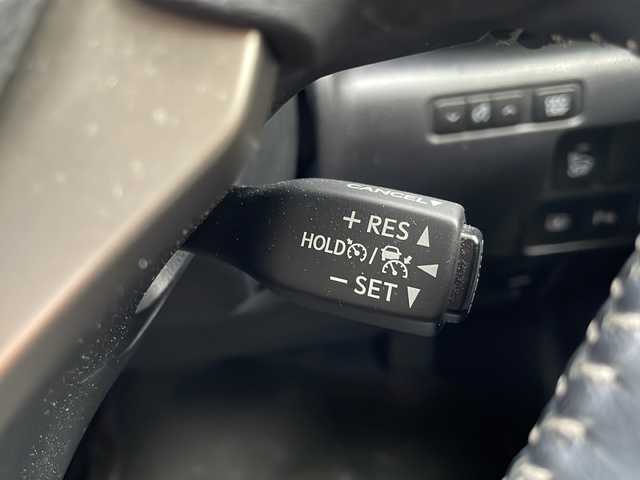 CANCEL
+ RES
HOLD /
− SET